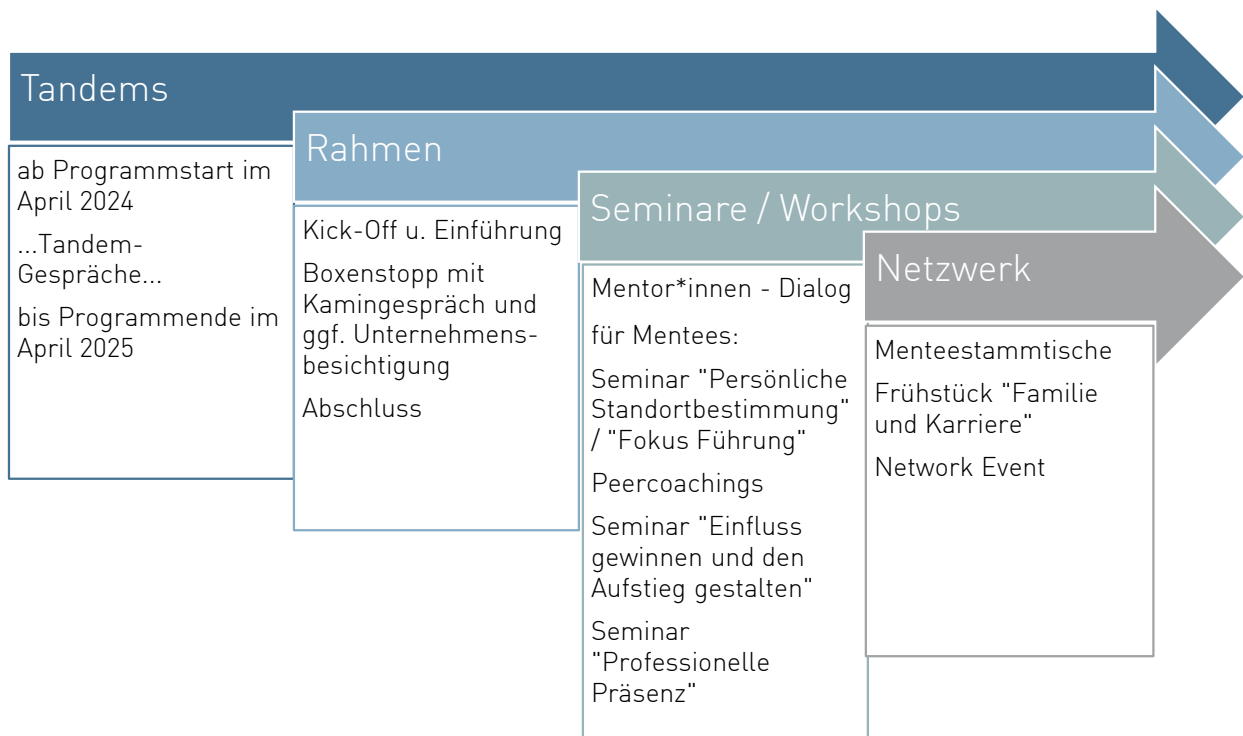 Tandems
ab Programmstart im
April 2024
...Tandem-
Gespräche...
bis Programmende im
April 2025
Rahmen
Kick-Off u. Einführung
Boxenstopp mit
Kamingespräch und
ggf. Unternehmens-
besichtigung
Abschluss
Seminare / Workshops
Mentor*innen - Dialog
für Mentees:
Seminar "Persönliche
Standortbestimmung"
/ "Fokus Führung"
Peercoachings
Seminar "Einfluss
gewinnen und den
Aufstieg gestalten"
Seminar
"Professionelle
Präsenz"
Netzwerk
Menteestammtische
Frühstück "Familie
und Karriere"
Network Event